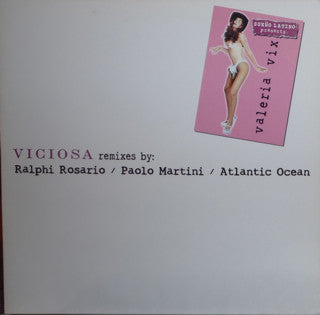 SUEÑO LATINO
presents
valeria vix
VICIOSA remixes by:
Ralphi Rosario / Paolo Martini / Atlantic Ocean